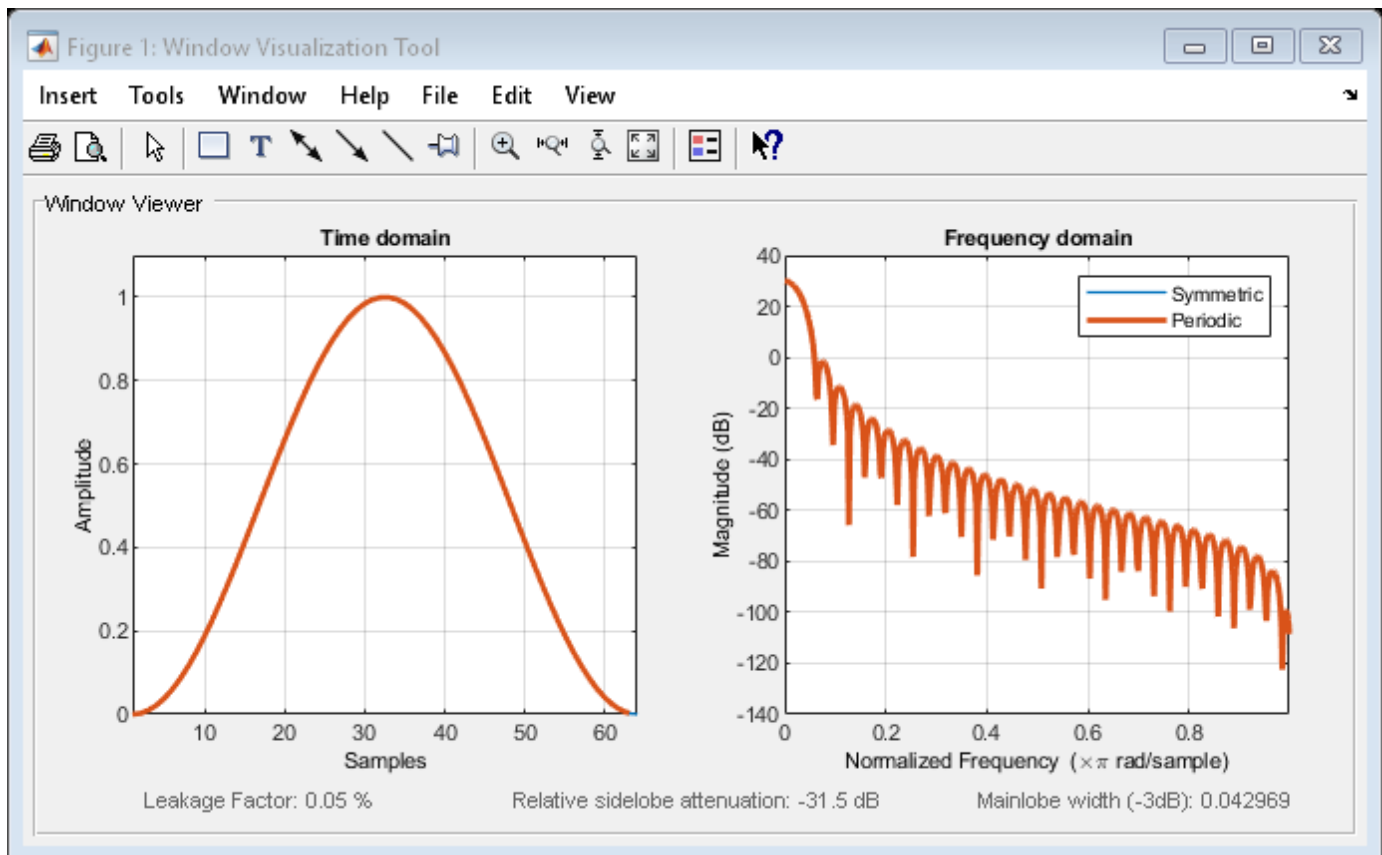 Figure 1: Window Visualization Tool
Insert Tools Window Help File Edit View
T
Window Viewer
Time domain
1
0.8
0.6
0.4
0.2
0
Amplitude
10 20 30 40 50 60
Samples
Frequency domain
40
20
0
-20
-40
-60
-80
-100
-120
-140
Magnitude (dB)
Symmetric
Periodic
0 0.2 0.4 0.6 0.8
Normalized Frequency (×π rad/sample)
Leakage Factor: 0.05 % Relative sidelobe attenuation: -31.5 dB Mainlobe width (-3dB): 0.042969